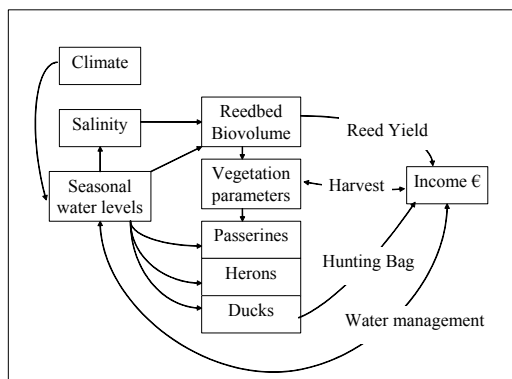 Climate
Salinity
Seasonal
water levels
Reedbed
Biovolume
Vegetation
parameters
Passerines
Herons
Ducks
Reed Yield
Harvest
Income €
Hunting Bag
Water management